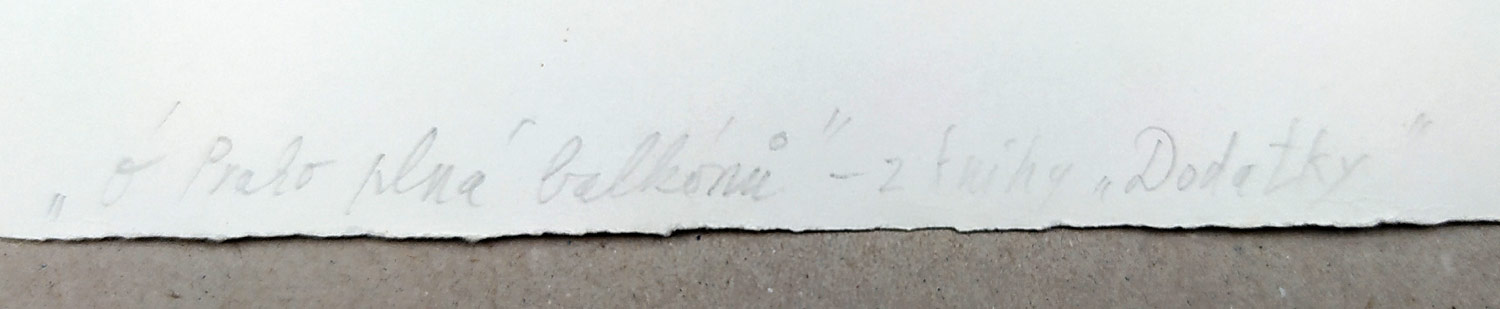 „Ó Praho plná balkónů“ – z knihy „Dodatky“